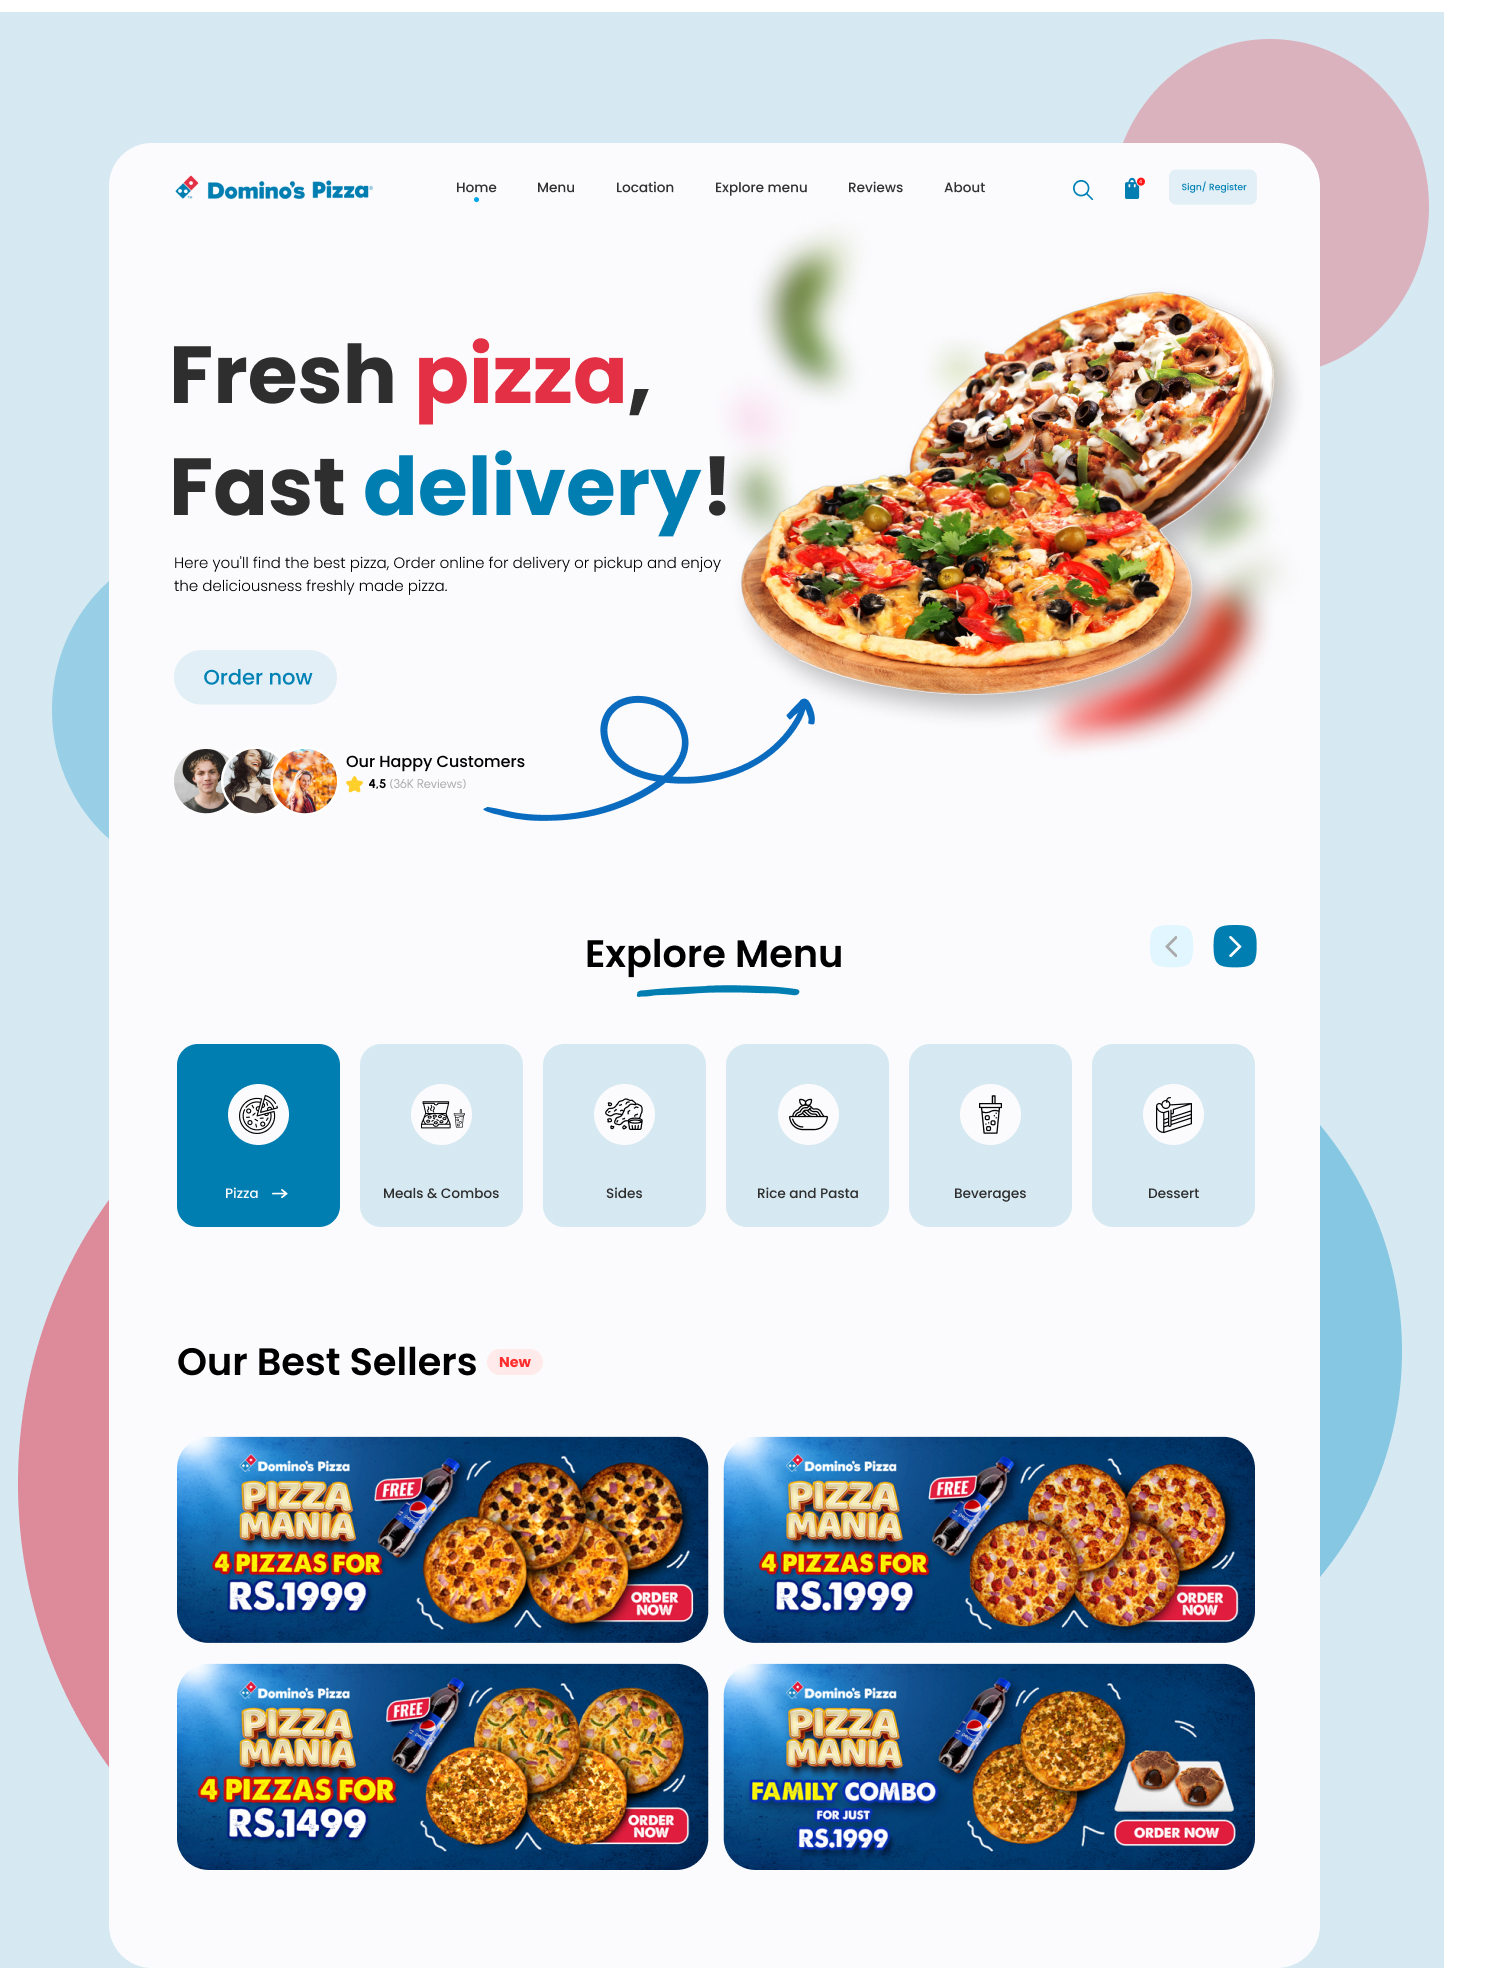 Domino's Pizza
Home
Menu
Location
Explore menu
Reviews
About
Sign/ Register
Fresh pizza,
Fast delivery!
Here you'll find the best pizza, Order online for delivery or pickup and enjoy
the deliciousness freshly made pizza.
Order now
Our Happy Customers
4,5 (36K Reviews)
Explore Menu
Pizza
Meals & Combos
Sides
Rice and Pasta
Beverages
Dessert
Our Best Sellers
New
Domino's Pizza
PIZZA
MANIA
4 PIZZAS FOR
RS.1999
FREE
pepsi
ORDER
NOW
Domino's Pizza
PIZZA
MANIA
4 PIZZAS FOR
RS.1999
FREE
pepsi
ORDER
NOW
Domino's Pizza
PIZZA
MANIA
4 PIZZAS FOR
RS.1499
FREE
ORDER
NOW
Domino's Pizza
PIZZA
MANIA
FAMILY COMBO
FOR JUST
RS.1999
ORDER NOW